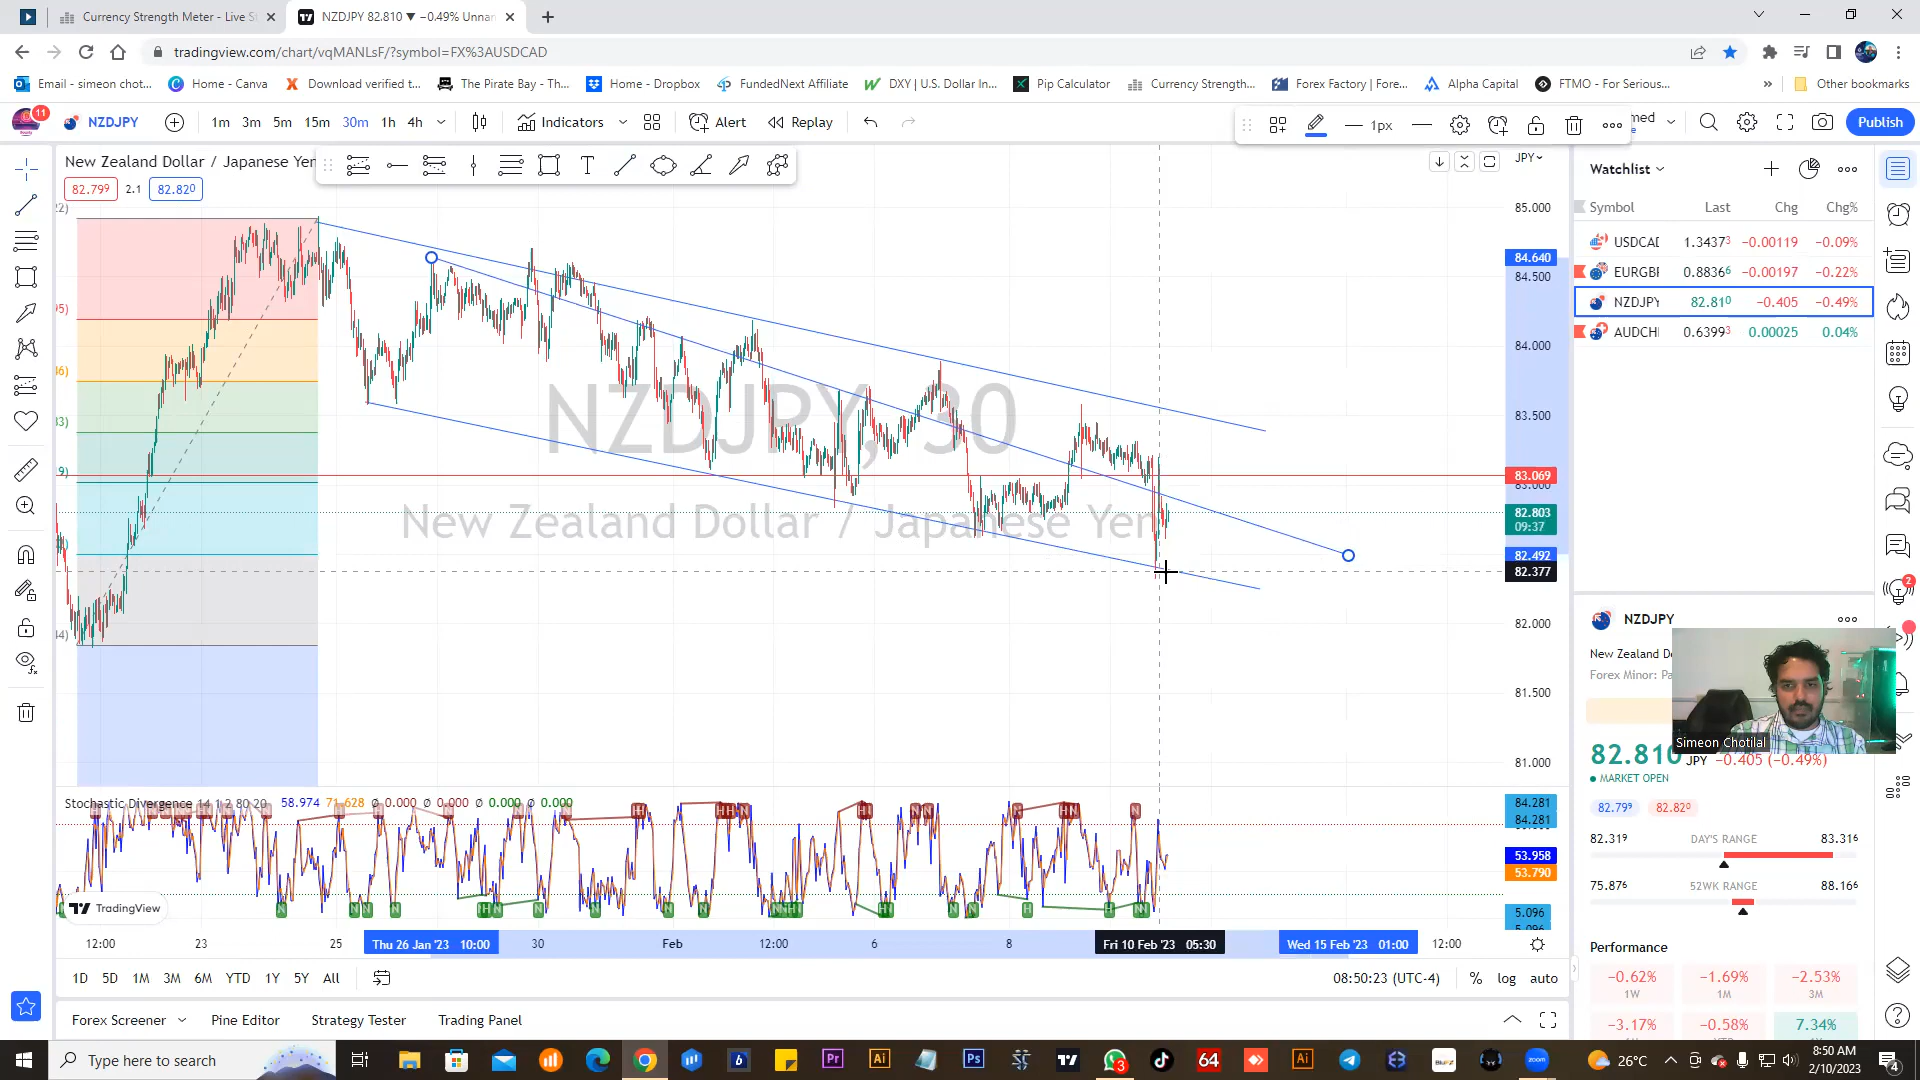 Currency Strength Meter - Live St
NZDJPY 82.810 ▼ −0.49% Unnan
tradingview.com/chart/vqMANLsF/?symbol=FX%3AUSDCAD
Email - simeon chot...
Home - Canva
Download verified t...
The Pirate Bay - Th...
Home - Dropbox
FundedNext Affiliate
DXY | U.S. Dollar In...
Pip Calculator
Currency Strength...
Forex Factory | Fore...
Alpha Capital
FTMO - For Serious...
»
Other bookmarks
11
NZDJPY
1m 3m 5m 15m 30m 1h 4h
Indicators
Alert
Replay
1px
Publish
New Zealand Dollar / Japanese Yen
82.799
2.1
82.820
JPY
Watchlist
Symbol Last Chg Chg%
USDCAD 1.34373 −0.00119 −0.09%
EURGBP 0.88366 −0.00197 −0.22%
NZDJPY 82.810 −0.405 −0.49%
AUDCHF 0.63993 0.00025 0.04%
85.000
84.640
84.500
84.000
83.500
83.069
83.000
82.803
09:37
82.492
82.377
82.000
81.500
81.000
NZDJPY, 30
New Zealand Dollar / Japanese Yen
NZDJPY
New Zealand D
Forex Minor: Pa
Simeon Chotilal
82.810 JPY −0.405 (−0.49%)
MARKET OPEN
82.799 82.820
82.319 DAY'S RANGE 83.316
75.876 52WK RANGE 88.166
Performance
−0.62% −1.69% −2.53%
1W 1M 3M
−3.17% −0.58% 7.34%
Stochastic Divergence 14 1 2 80 20 58.974 71.628 ø 0.000 ø 0.000 ø 0.000 ø 0.000
84.281
84.281
53.958
53.790
5.096
TradingView
12:00 23 25 Thu 26 Jan '23 10:00 30 Feb 12:00 6 8 Fri 10 Feb '23 05:30 Wed 15 Feb '23 01:00 12:00
1D 5D 1M 3M 6M YTD 1Y 5Y All
08:50:23 (UTC-4) % log auto
Forex Screener
Pine Editor
Strategy Tester
Trading Panel
Type here to search
26°C
8:50 AM
2/10/2023